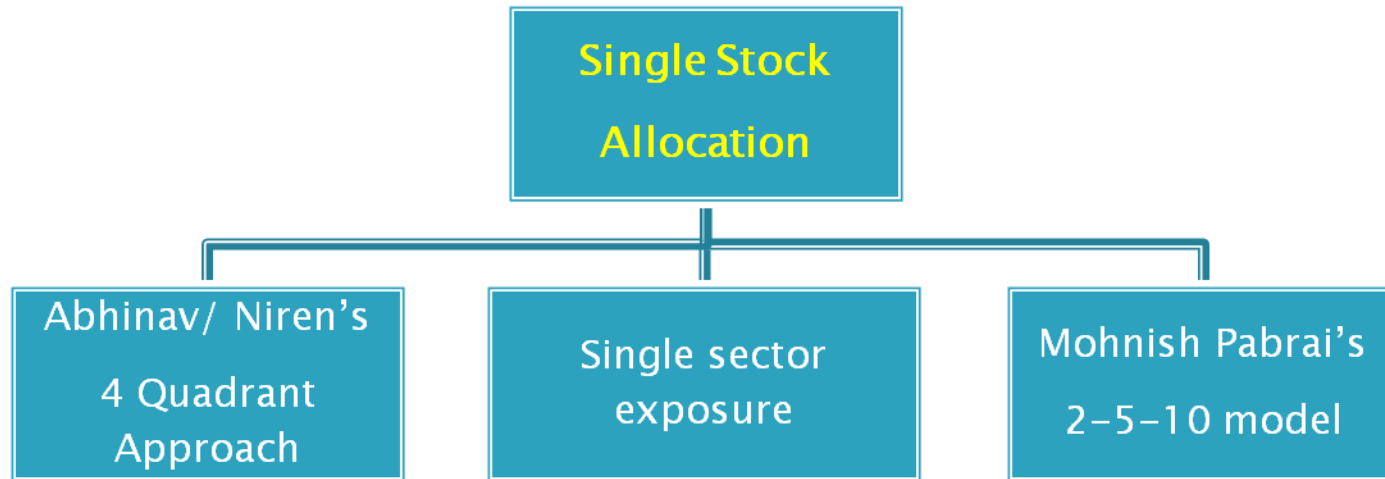 Single Stock
Allocation
Abhinav/ Niren’s
4 Quadrant
Approach
Single sector
exposure
Mohnish Pabrai’s
2-5-10 model